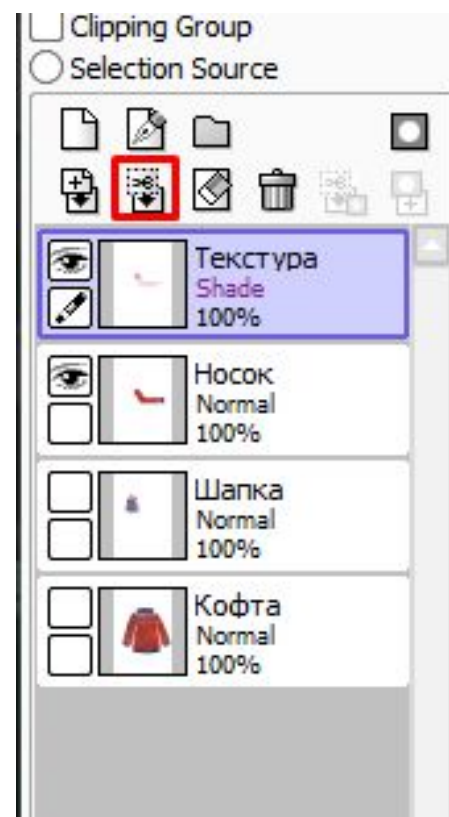 Clipping Group
Selection Source
Текстура
Shade
100%
Носок
Normal
100%
Шапка
Normal
100%
Кофта
Normal
100%